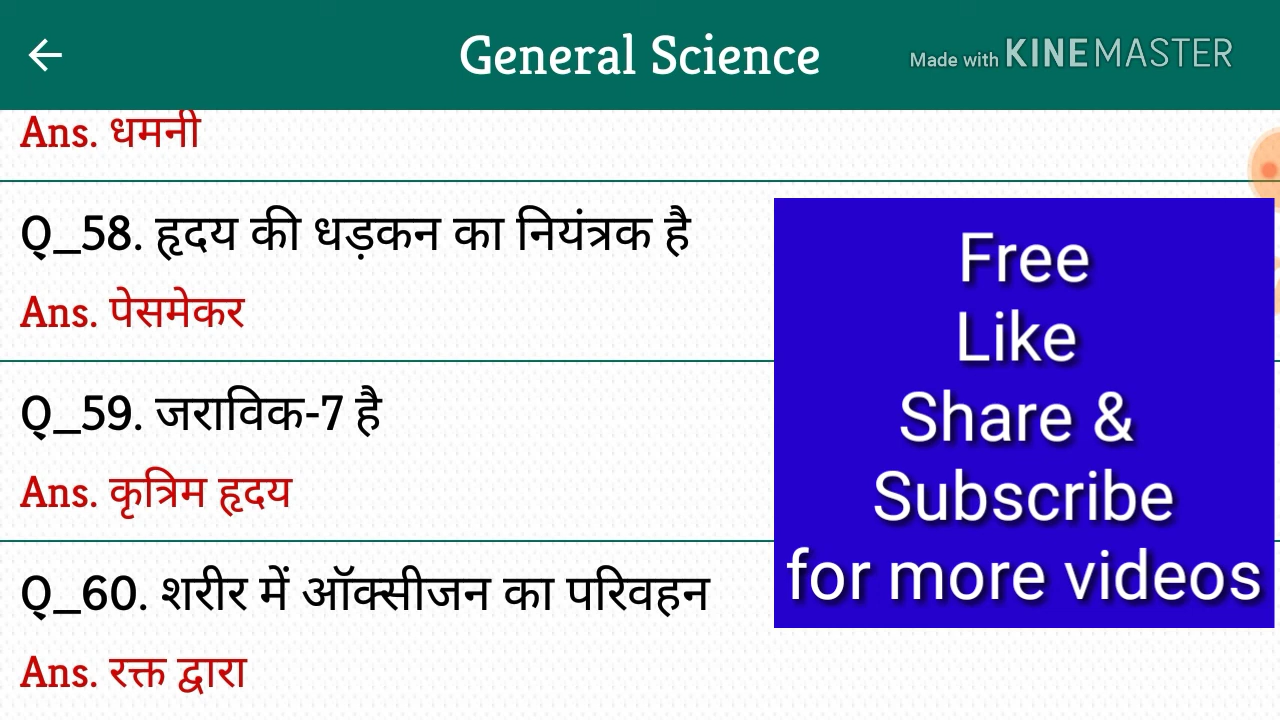 General Science
Made with KINEMASTER
Ans. धमनी
Q_58. हृदय की धड़कन का नियंत्रक है
Ans. पेसमेकर
Q_59. जराविक-7 है
Ans. कृत्रिम हृदय
Q_60. शरीर में ऑक्सीजन का परिवहन
Ans. रक्त द्वारा
Free
Like
Share &
Subscribe
for more videos